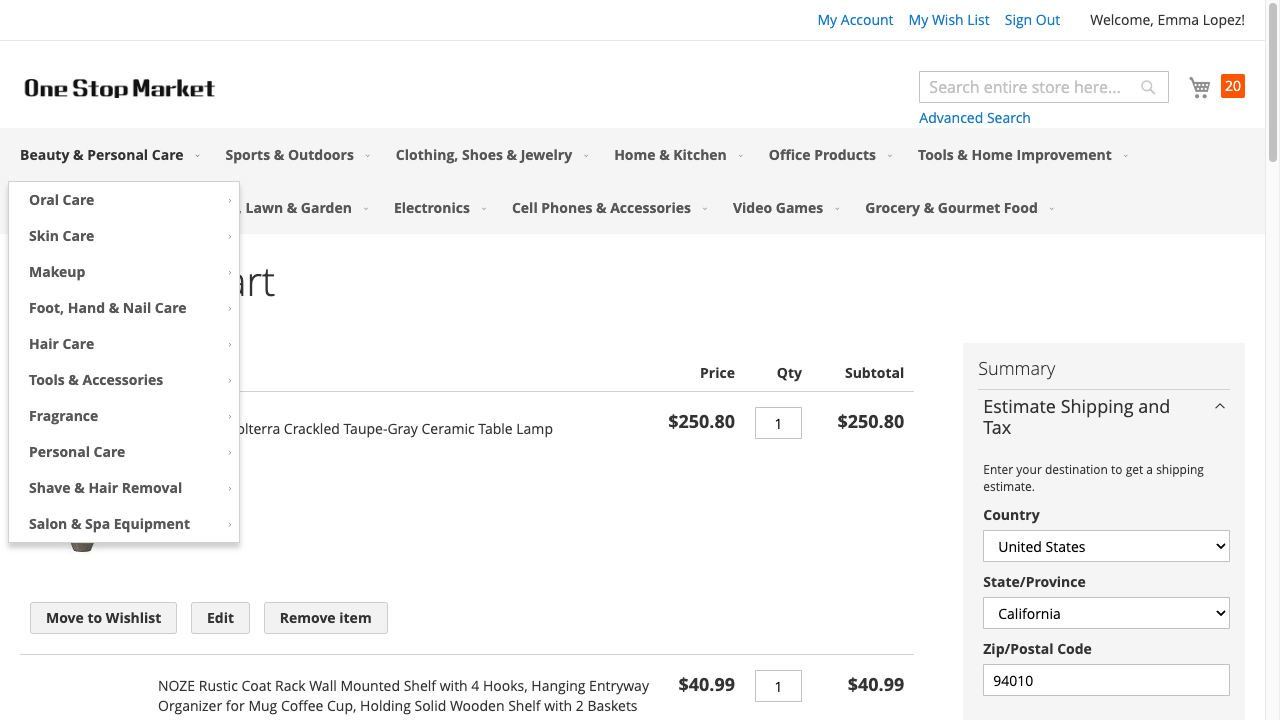 My Account My Wish List Sign Out Welcome, Emma Lopez!
One Stop Market
Search entire store here...
20
Advanced Search
Beauty & Personal Care Sports & Outdoors Clothing, Shoes & Jewelry Home & Kitchen Office Products Tools & Home Improvement
, Lawn & Garden Electronics Cell Phones & Accessories Video Games Grocery & Gourmet Food
Oral Care
Skin Care
Makeup
Foot, Hand & Nail Care
Hair Care
Tools & Accessories
Fragrance
Personal Care
Shave & Hair Removal
Salon & Spa Equipment
Price Qty Subtotal
Crackled Taupe-Gray Ceramic Table Lamp
$250.80 1 $250.80
Move to Wishlist Edit Remove item
NOZE Rustic Coat Rack Wall Mounted Shelf with 4 Hooks, Hanging Entryway
Organizer for Mug Coffee Cup, Holding Solid Wooden Shelf with 2 Baskets
$40.99 1 $40.99
Summary
Estimate Shipping and
Tax
Enter your destination to get a shipping
estimate.
Country
United States
State/Province
California
Zip/Postal Code
94010